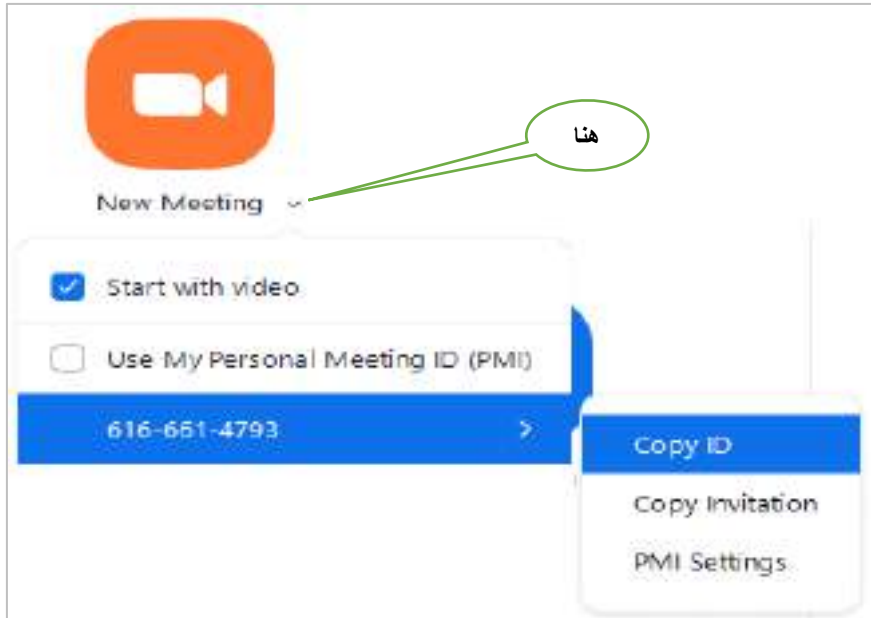 هنا
New Meeting
Start with video
Use My Personal Meeting ID (PMI)
616-661-4793
Copy ID
Copy Invitation
PMI Settings